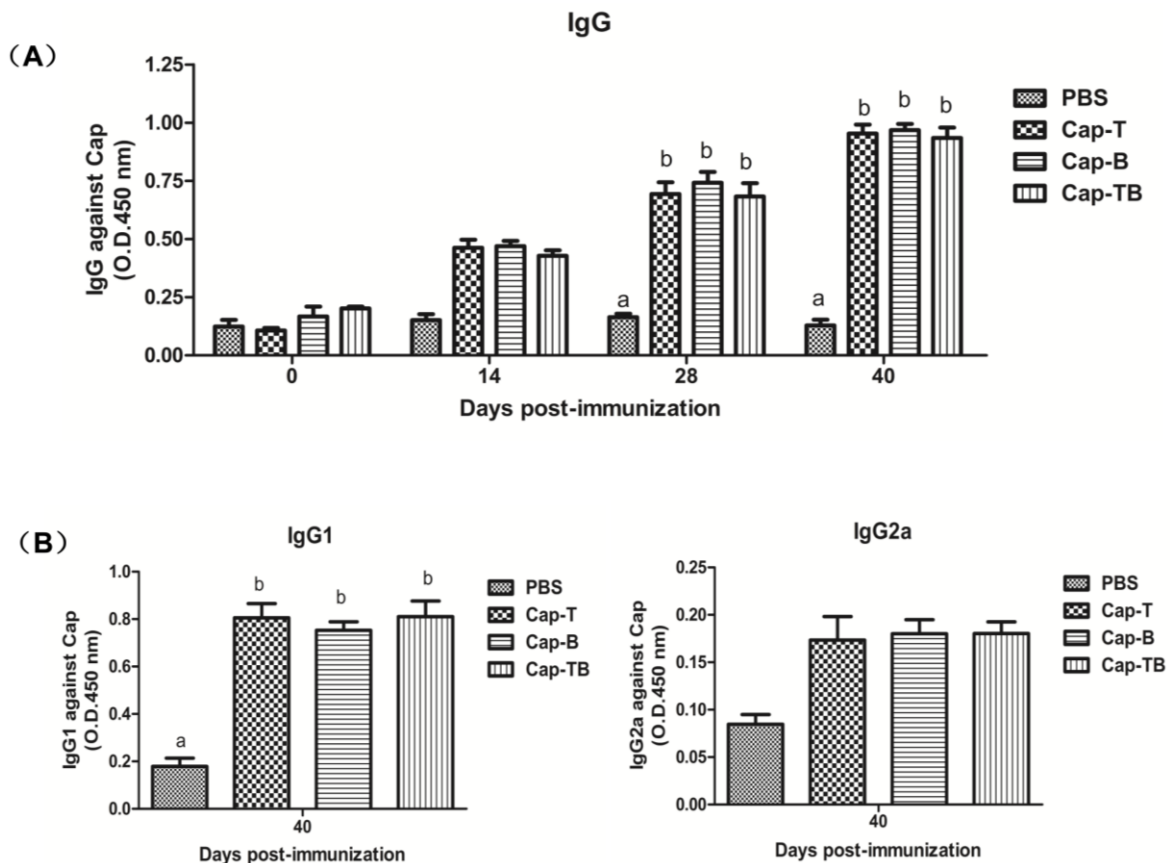 IgG
（A）
1.25
1.00
0.75
0.50
0.25
0.00
IgG against Cap
(O.D.450 nm)
a b b b
a b b b
0 14 28 40
Days post-immunization
PBS
Cap-T
Cap-B
Cap-TB
（B）
IgG1
1.0
0.8
0.6
0.4
0.2
0.0
IgG1 against Cap
(O.D.450 nm)
a b b b
40
Days post-immunization
PBS
Cap-T
Cap-B
Cap-TB
IgG2a
0.25
0.20
0.15
0.10
0.05
0.00
IgG2a against Cap
(O.D.450 nm)
40
Days post-immunization
PBS
Cap-T
Cap-B
Cap-TB